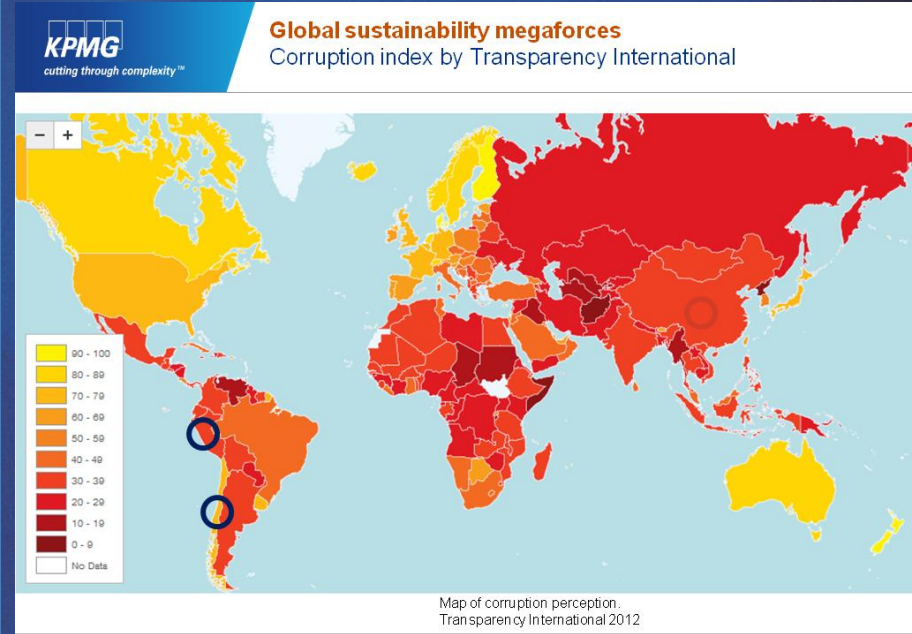 KPMG
cutting through complexity™
Global sustainability megaforces
Corruption index by Transparency International
− +
90 - 100
80 - 89
70 - 79
60 - 69
50 - 59
40 - 49
30 - 39
20 - 29
10 - 19
0 - 9
No Data
Map of corruption perception.
Transparency International 2012